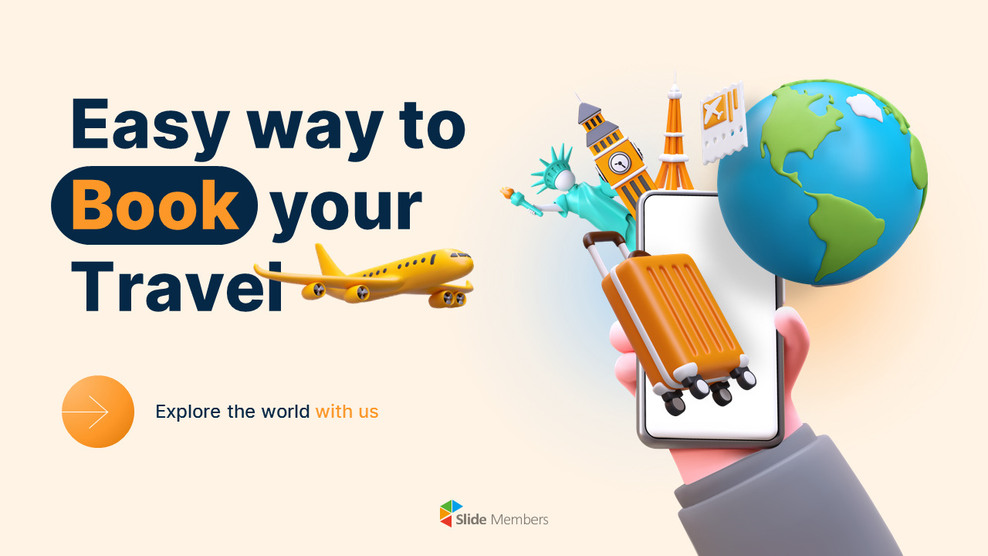 Easy way to
Book your
Travel
Explore the world with us
Slide Members